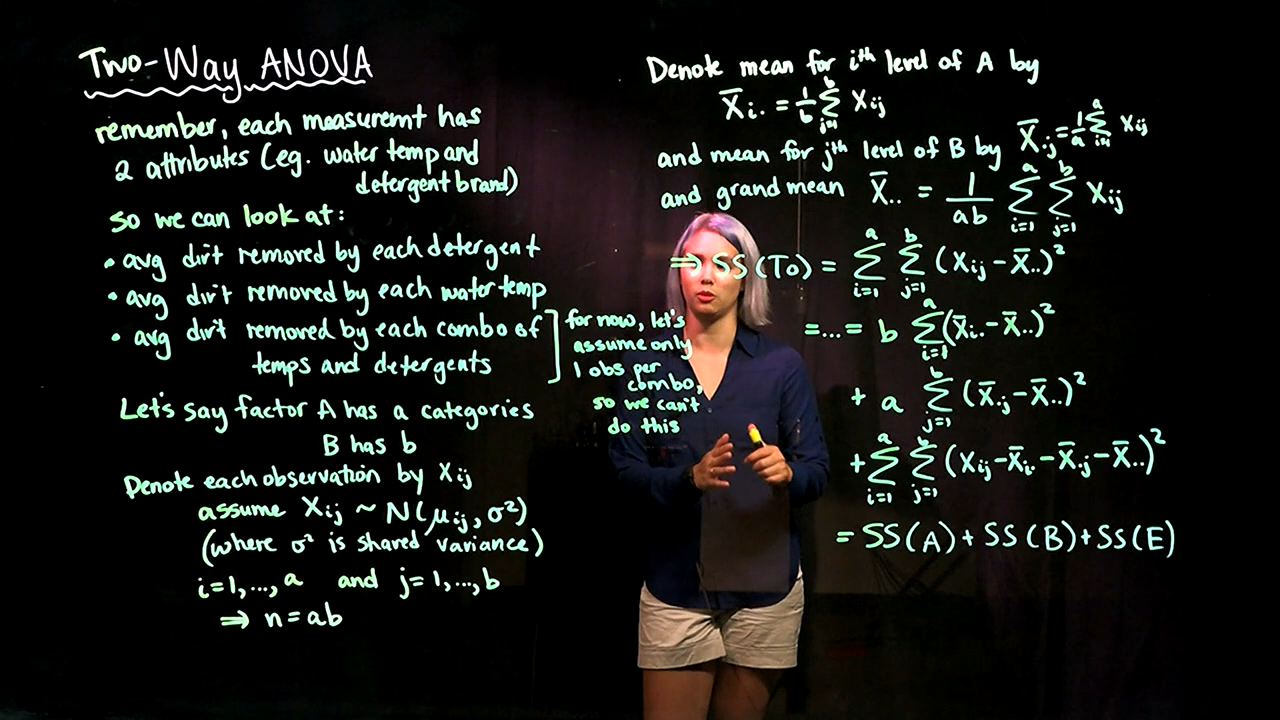 Two-Way ANOVA
remember, each measuremt has
2 attributes (eg. water temp and
detergent brand)
so we can look at:
• avg dirt removed by each detergent
• avg dirt removed by each water temp
• avg dirt removed by each combo of
temps and detergents
for now, let's
assume only
1 obs per
combo,
so we can't
do this
Let's say factor A has a categories
B has b
Denote each observation by Xij
assume Xij ~ N(μij, σ²)
(where σ² is shared variance)
i=1,...,a and j=1,...,b
⇒ n=ab
Denote mean for iᵗʰ level of A by
X̄i. = 1/b Σ_{j=1}^{b} Xij
and mean for jᵗʰ level of B by X̄.j = 1/a Σ_{i=1}^{a} Xij
and grand mean X̄.. = 1/ab Σ_{i=1}^{a} Σ_{j=1}^{b} Xij
⇒ SS(To) = Σ_{i=1}^{a} Σ_{j=1}^{b} (Xij - X̄..)²
=...= b Σ_{i=1}^{a} (X̄i. - X̄..)²
+ a Σ_{j=1}^{b} (X̄.j - X̄..)²
+ Σ_{i=1}^{a} Σ_{j=1}^{b} (Xij - X̄i. - X̄.j - X̄..)²
= SS(A) + SS(B) + SS(E)